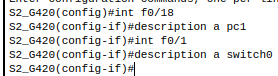 S2_G420(config)#int f0/18
S2_G420(config-if)#description a pc1
S2_G420(config-if)#int f0/1
S2_G420(config-if)#description a switch0
S2_G420(config-if)#